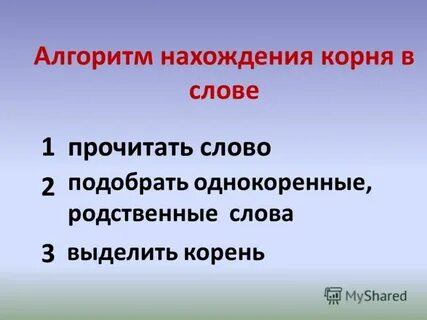 Алгоритм нахождения корня в
слове
1 прочитать слово
2 подобрать однокоренные,
родственные слова
3 выделить корень
MyShared